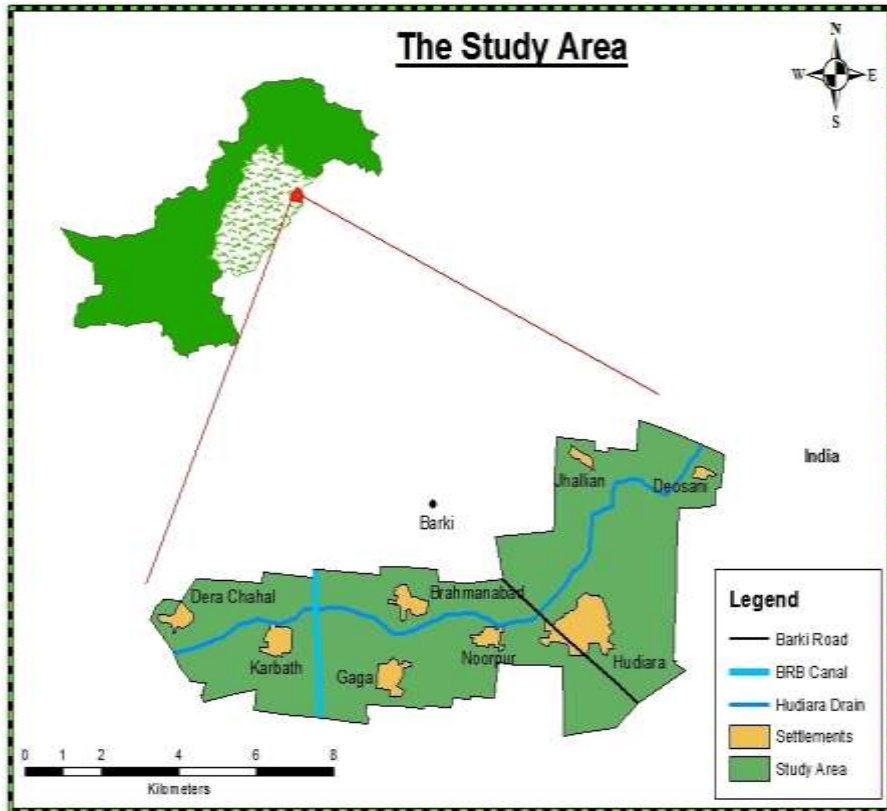 The Study Area
N
W
E
S
India
Jhallian
Deosani
Barki
Dera Chahal
Brahmanabad
Karbath
Gaga
Noorpur
Hudiara
Legend
Barki Road
BRB Canal
Hudiara Drain
Settlements
Study Area
0 1 2 4 6 8
Kilometers